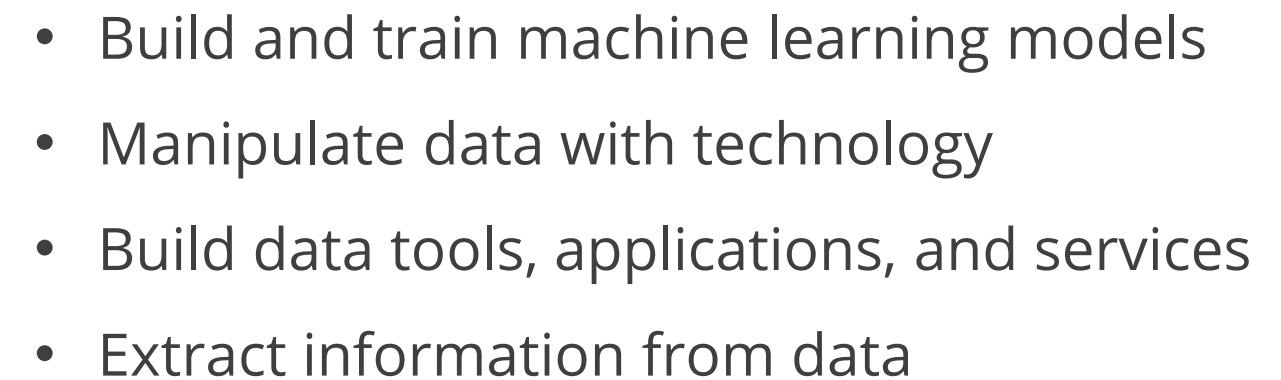 • Build and train machine learning models
• Manipulate data with technology
• Build data tools, applications, and services
• Extract information from data